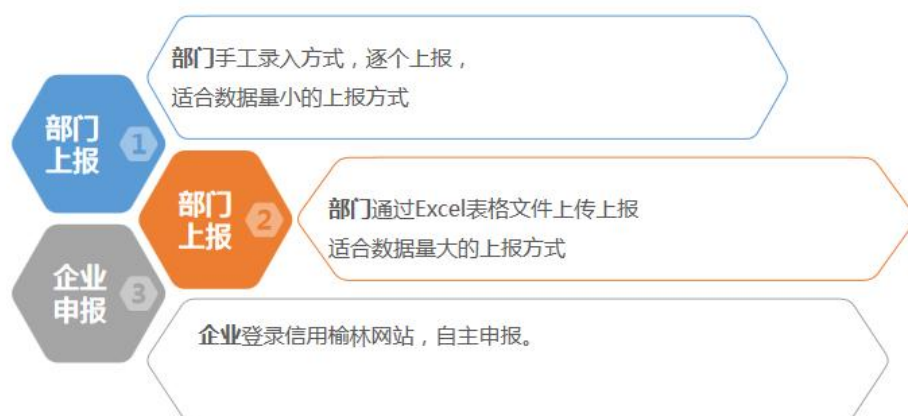 部门手工录入方式，逐个上报，
适合数据量小的上报方式
部门
上报
1
部门
上报
2
部门通过Excel表格文件上传上报
适合数据量大的上报方式
企业
申报
3
企业登录信用榆林网站，自主申报。